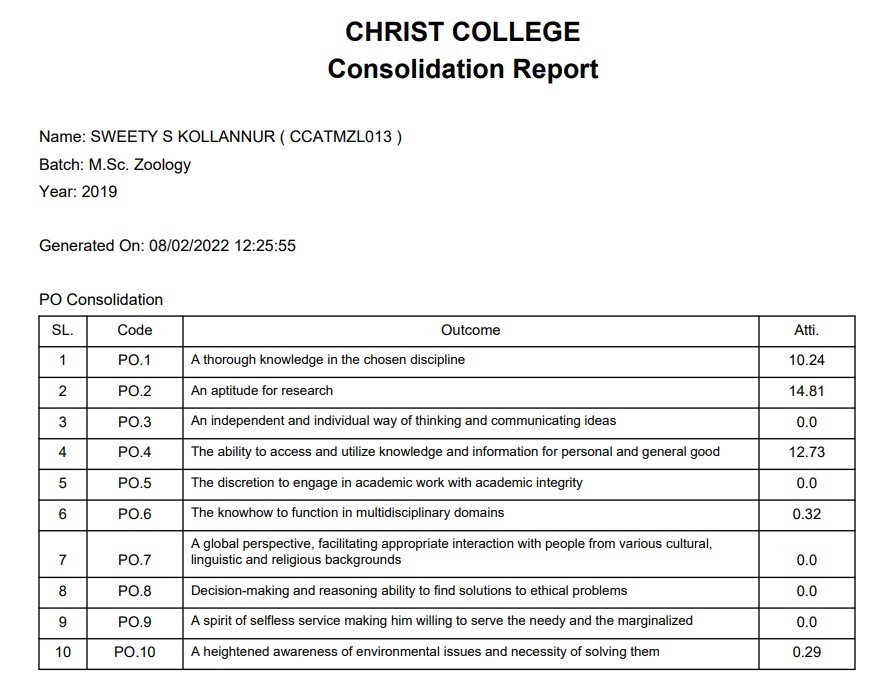 CHRIST COLLEGE
Consolidation Report
Name: SWEETY S KOLLANNUR ( CCATMZL013 )
Batch: M.Sc. Zoology
Year: 2019
Generated On: 08/02/2022 12:25:55
PO Consolidation
SL. Code Outcome Atti.
1 PO.1 A thorough knowledge in the chosen discipline 10.24
2 PO.2 An aptitude for research 14.81
3 PO.3 An independent and individual way of thinking and communicating ideas 0.0
4 PO.4 The ability to access and utilize knowledge and information for personal and general good 12.73
5 PO.5 The discretion to engage in academic work with academic integrity 0.0
6 PO.6 The knowhow to function in multidisciplinary domains 0.32
A global perspective, facilitating appropriate interaction with people from various cultural,
7 PO.7 linguistic and religious backgrounds 0.0
8 PO.8 Decision-making and reasoning ability to find solutions to ethical problems 0.0
9 PO.9 A spirit of selfless service making him willing to serve the needy and the marginalized 0.0
10 PO.10 A heightened awareness of environmental issues and necessity of solving them 0.29